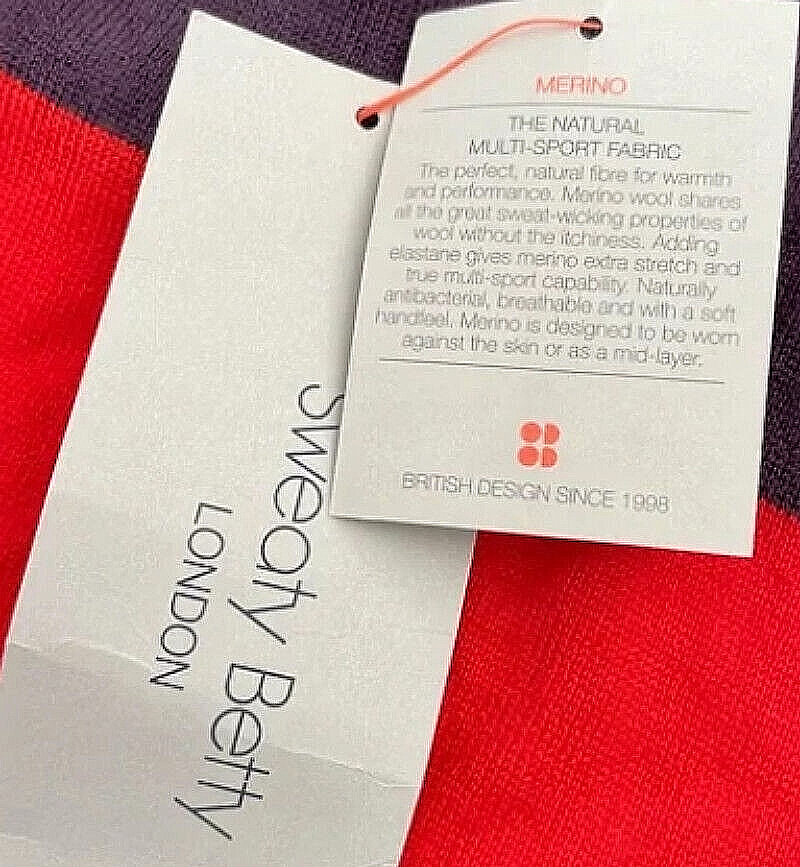 MERINO
THE NATURAL
MULTI-SPORT FABRIC
The perfect, natural fibre for warmth
and performance. Merino wool shares
all the great sweat-wicking properties of
wool without the itchiness. Adding
elastane gives merino extra stretch and
true multi-sport capability. Naturally
antibacterial, breathable and with a soft
handfeel. Merino is designed to be worn
against the skin or as a mid-layer.
BRITISH DESIGN SINCE 1998
Sweaty Betty
LONDON